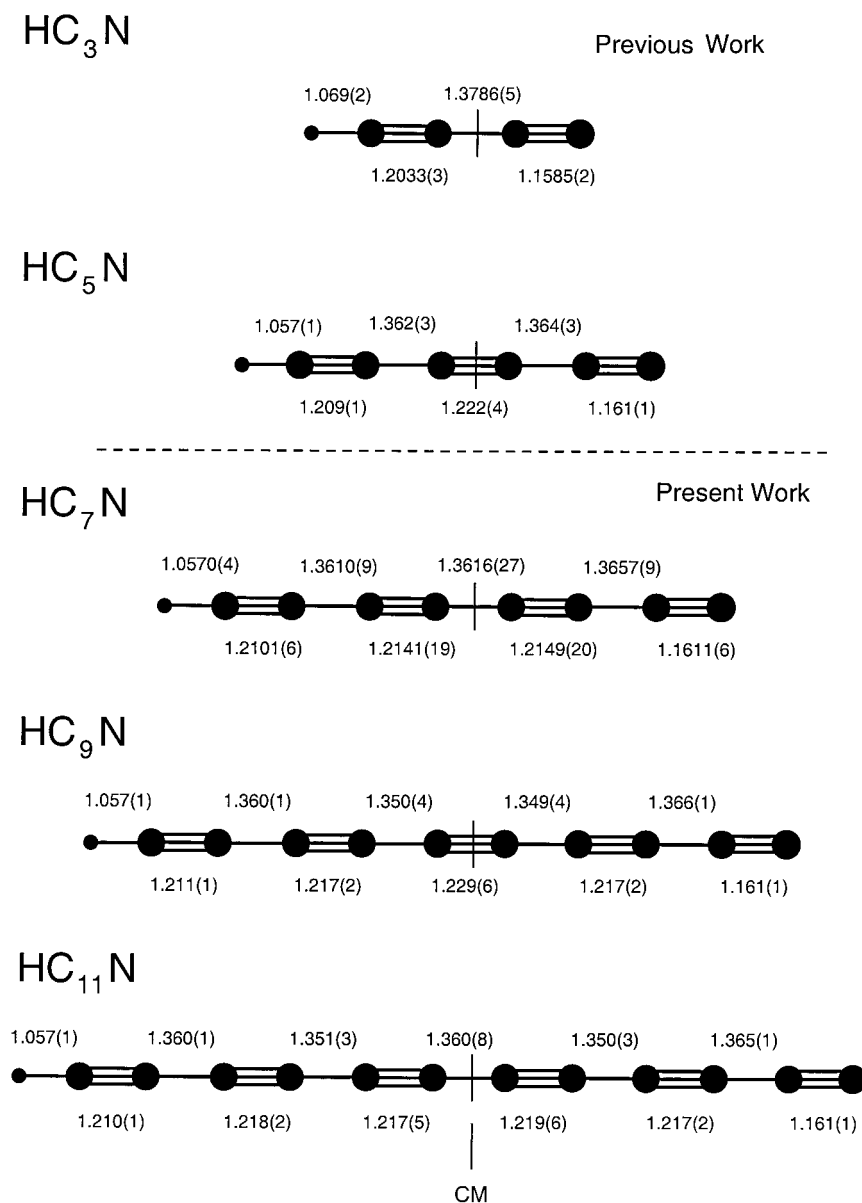 HC₃N
Previous Work
1.069(2) 1.3786(5)
1.2033(3) 1.1585(2)
HC₅N
1.057(1) 1.362(3) 1.364(3)
1.209(1) 1.222(4) 1.161(1)
Present Work
HC₇N
1.0570(4) 1.3610(9) 1.3616(27) 1.3657(9)
1.2101(6) 1.2141(19) 1.2149(20) 1.1611(6)
HC₉N
1.057(1) 1.360(1) 1.350(4) 1.349(4) 1.366(1)
1.211(1) 1.217(2) 1.229(6) 1.217(2) 1.161(1)
HC₁₁N
1.057(1) 1.360(1) 1.351(3) 1.360(8) 1.350(3) 1.365(1)
1.210(1) 1.218(2) 1.217(5) 1.219(6) 1.217(2) 1.161(1)
CM